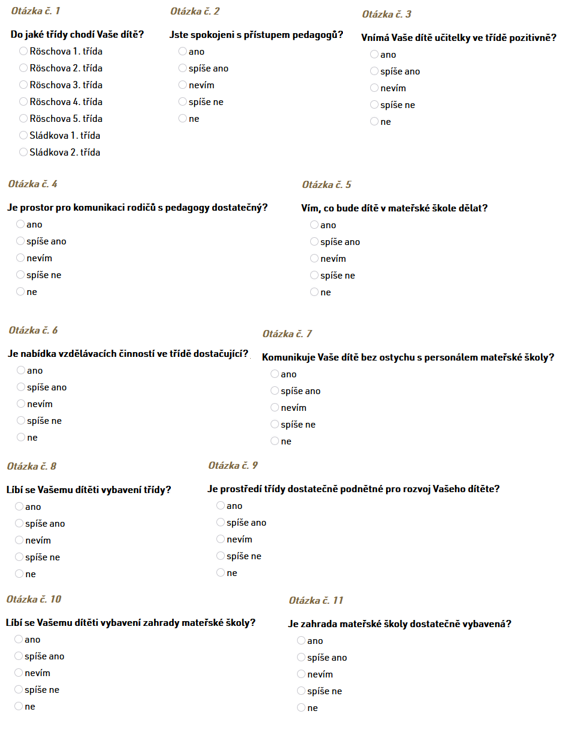 Otázka č. 1
Do jaké třídy chodí Vaše dítě?
Röschova 1. třída
Röschova 2. třída
Röschova 3. třída
Röschova 4. třída
Röschova 5. třída
Sládkova 1. třída
Sládkova 2. třída
Otázka č. 2
Jste spokojeni s přístupem pedagogů?
ano
spíše ano
nevím
spíše ne
ne
Otázka č. 3
Vnímá Vaše dítě učitelky ve třídě pozitivně?
ano
spíše ano
nevím
spíše ne
ne
Otázka č. 4
Je prostor pro komunikaci rodičů s pedagogy dostatečný?
ano
spíše ano
nevím
spíše ne
ne
Otázka č. 5
Vím, co bude dítě v mateřské škole dělat?
ano
spíše ano
nevím
spíše ne
ne
Otázka č. 6
Je nabídka vzdělávacích činností ve třídě dostačující?
ano
spíše ano
nevím
spíše ne
ne
Otázka č. 7
Komunikuje Vaše dítě bez ostychu s personálem mateřské školy?
ano
spíše ano
nevím
spíše ne
ne
Otázka č. 8
Líbí se Vašemu dítěti vybavení třídy?
ano
spíše ano
nevím
spíše ne
ne
Otázka č. 9
Je prostředí třídy dostatečně podnětné pro rozvoj Vašeho dítěte?
ano
spíše ano
nevím
spíše ne
ne
Otázka č. 10
Líbí se Vašemu dítěti vybavení zahrady mateřské školy?
ano
spíše ano
nevím
spíše ne
ne
Otázka č. 11
Je zahrada mateřské školy dostatečně vybavená?
ano
spíše ano
nevím
spíše ne
ne